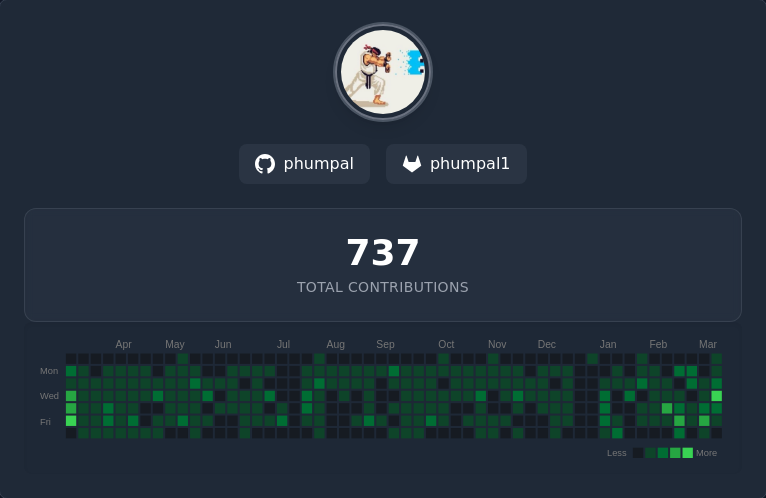 phumpal phumpal1
737
TOTAL CONTRIBUTIONS
Apr May Jun Jul Aug Sep Oct Nov Dec Jan Feb Mar
Mon
Wed
Fri
Less More